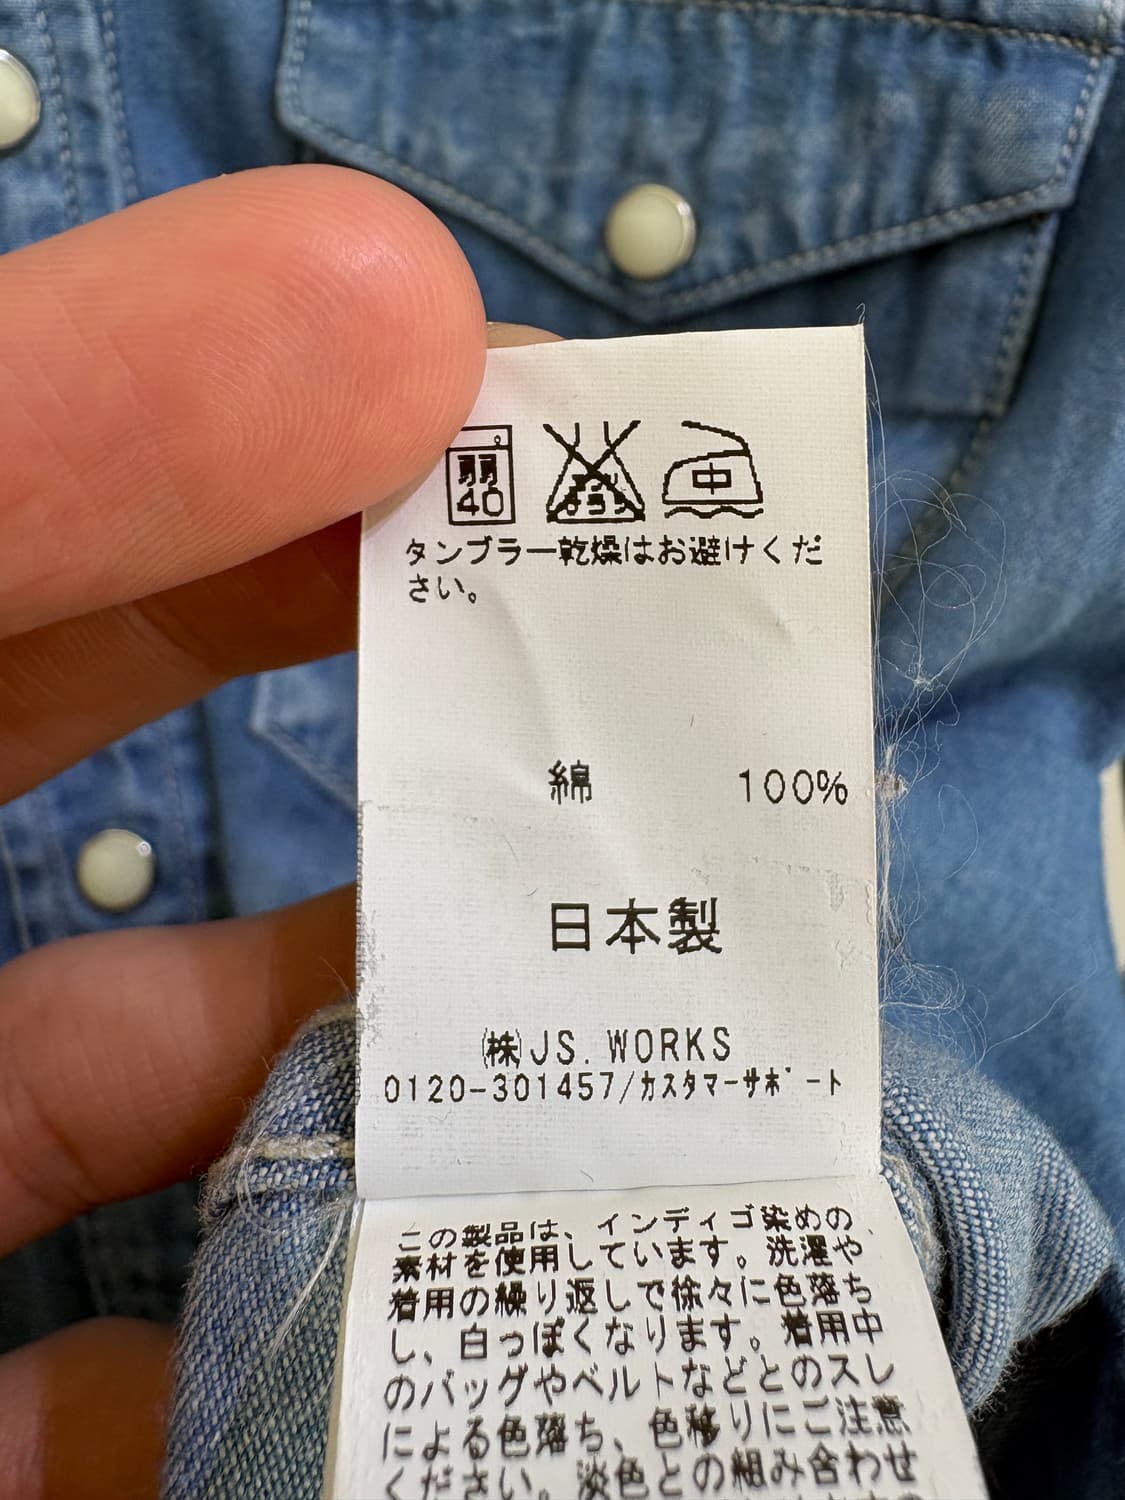 弱
40
中
タンブラー乾燥はお避けくだ
さい。
綿 100%
日本製
㈱JS. WORKS
0120-301457/カスタマーサポート
この製品は、インディゴ染めの
素材を使用しています。洗濯や、
着用の繰り返しで徐々に色落ち
し、白っぽくなります。着用中
のバッグやベルトなどとのスレ
による色落ち、色移りにご注意
ください。淡色との組み合わせ